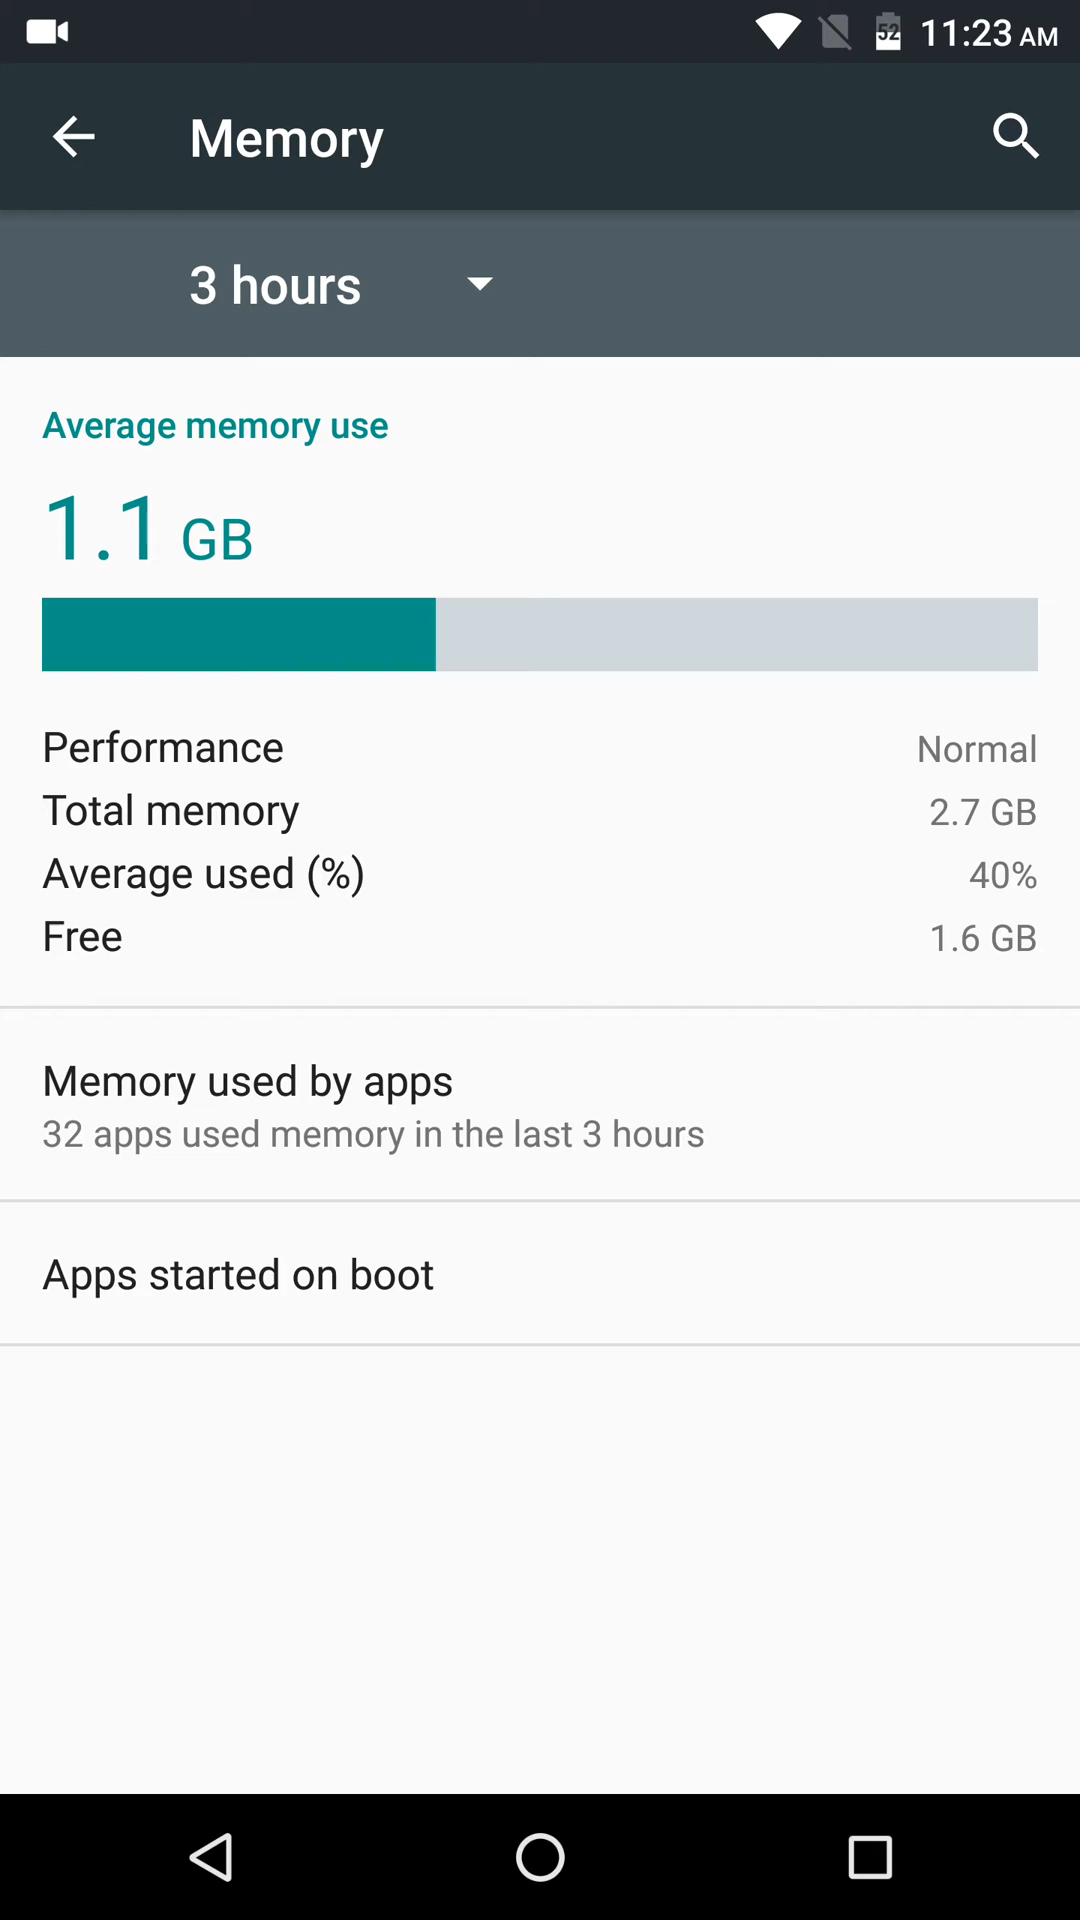 52 11:23 AM
Memory
3 hours
Average memory use
1.1 GB
Performance Normal
Total memory 2.7 GB
Average used (%) 40%
Free 1.6 GB
Memory used by apps
32 apps used memory in the last 3 hours
Apps started on boot